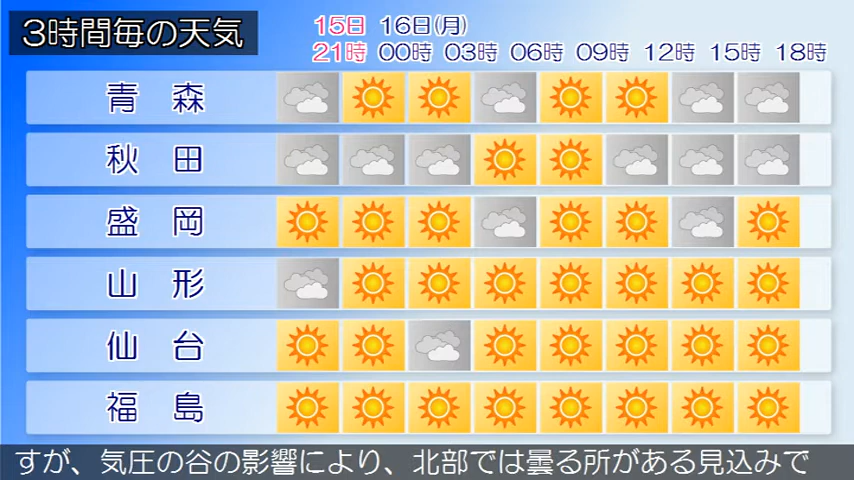 3時間毎の天気
15日 16日(月)
21時 00時 03時 06時 09時 12時 15時 18時
青森
秋田
盛岡
山形
仙台
福島
すが、気圧の谷の影響により、北部では曇る所がある見込みで